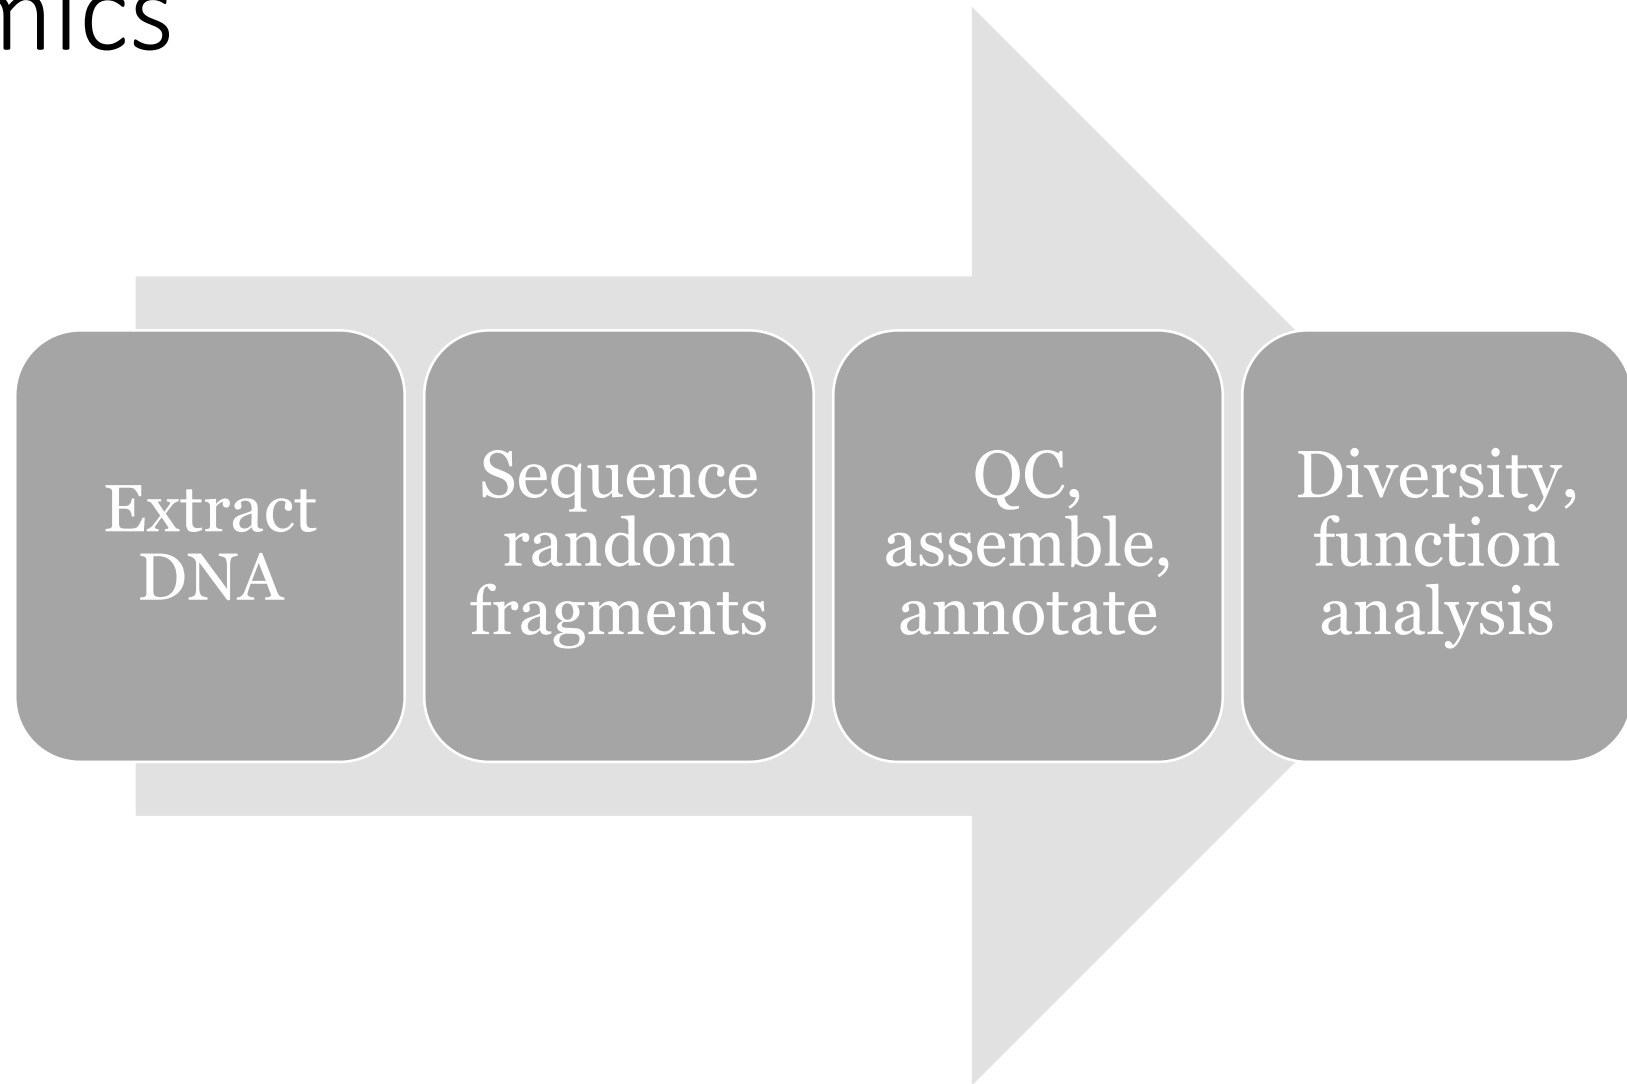 mics
Extract
DNA
Sequence
random
fragments
QC,
assemble,
annotate
Diversity,
function
analysis